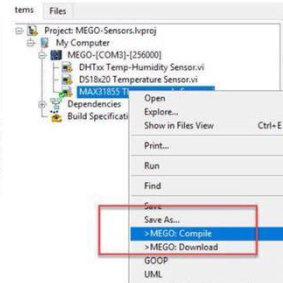 tems Files
Project: MEGO-Sensors.lvproj
My Computer
MEGO-[COM3]-[256000]
DHTxx Temp-Humidity Sensor.vi
DS18x20 Temperature Sensor.vi
MAX31855
Dependencies
Build Specificati
Open
Explore...
Show in Files View Ctrl+E
Print...
Run
Find
Save
Save As...
>MEGO: Compile
>MEGO: Download
GOOP
UML